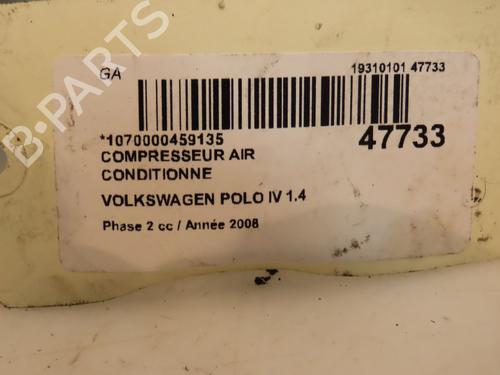 GA
19310101 47733
*1070000459135
47733
COMPRESSEUR AIR
CONDITIONNE
VOLKSWAGEN POLO IV 1.4
Phase 2 cc / Année 2008
B-PARTS